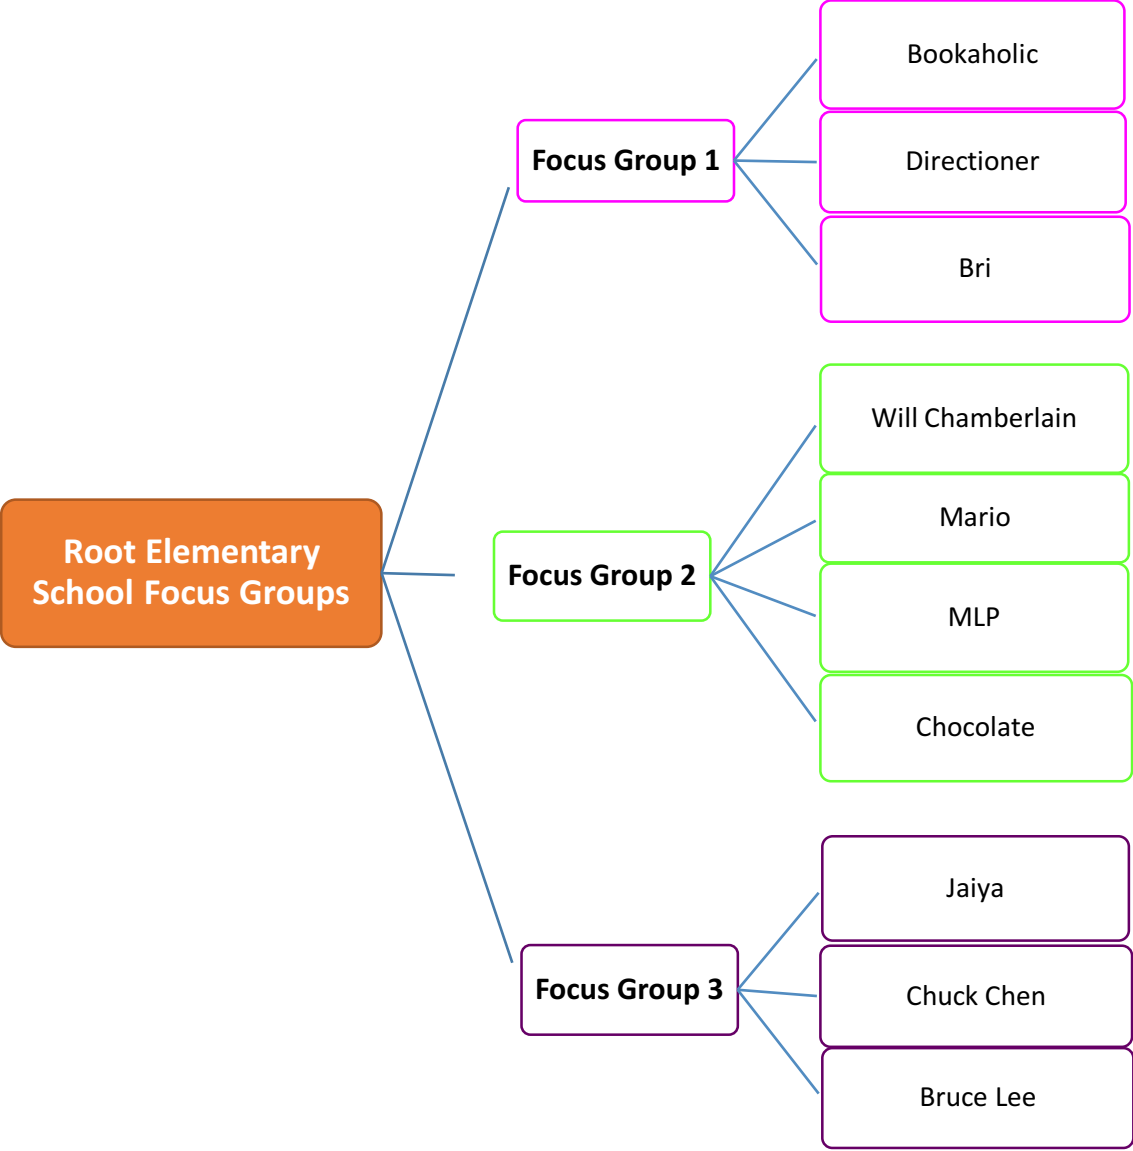 Root Elementary
School Focus Groups
Focus Group 1
Bookaholic
Directioner
Bri
Focus Group 2
Will Chamberlain
Mario
MLP
Chocolate
Focus Group 3
Jaiya
Chuck Chen
Bruce Lee